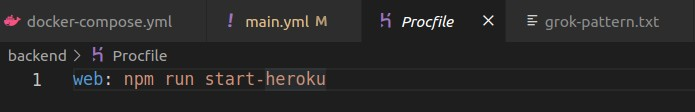 docker-compose.yml
main.yml M
Procfile
grok-pattern.txt
backend > Procfile
1 web: npm run start-heroku